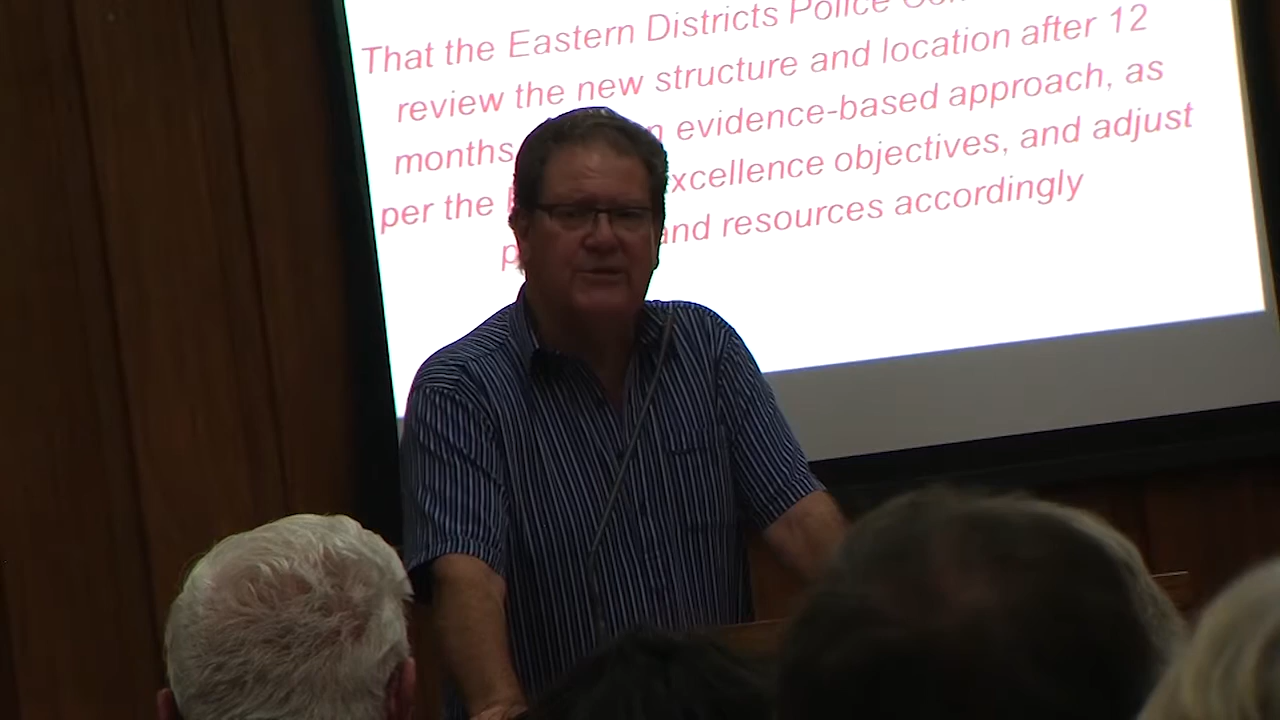 That the Eastern Districts Police
review the new structure and location after 12
months evidence-based approach, as
per the xcellence objectives, and adjust
and resources accordingly